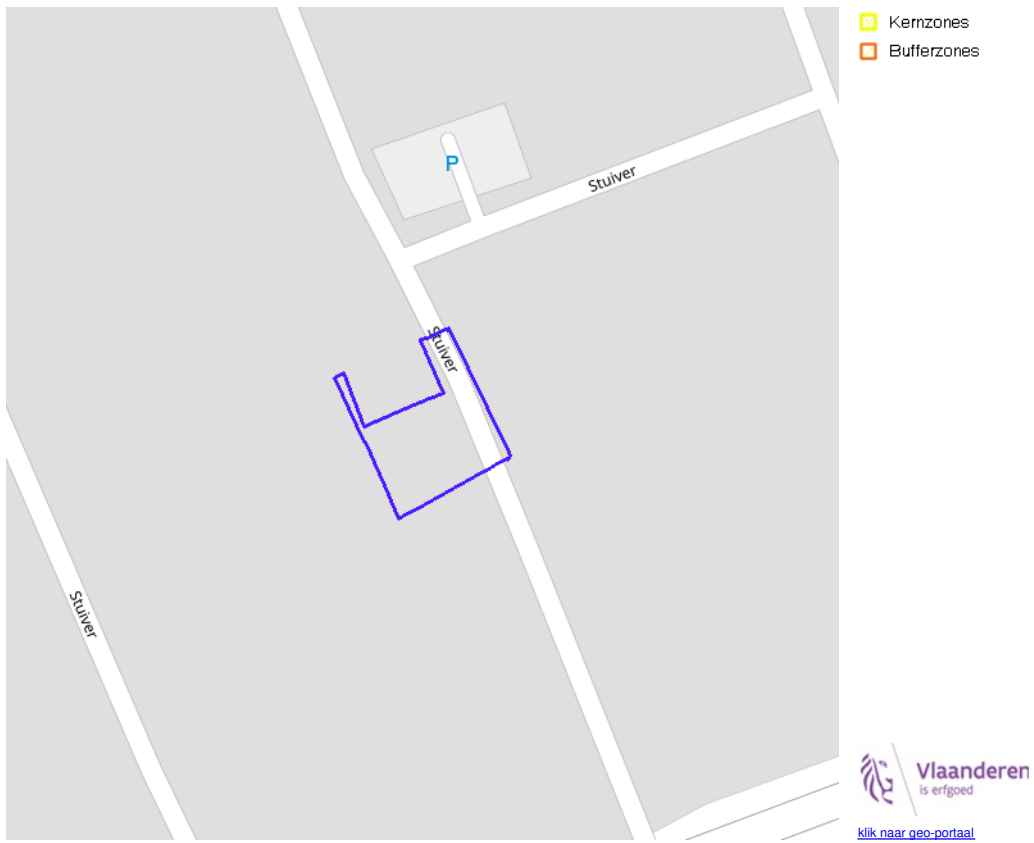 Kernzones
Bufferzones
P
Stuiver
Stuiver
Stuiver
Vlaanderen
is erfgoed
klik naar geo-portaal